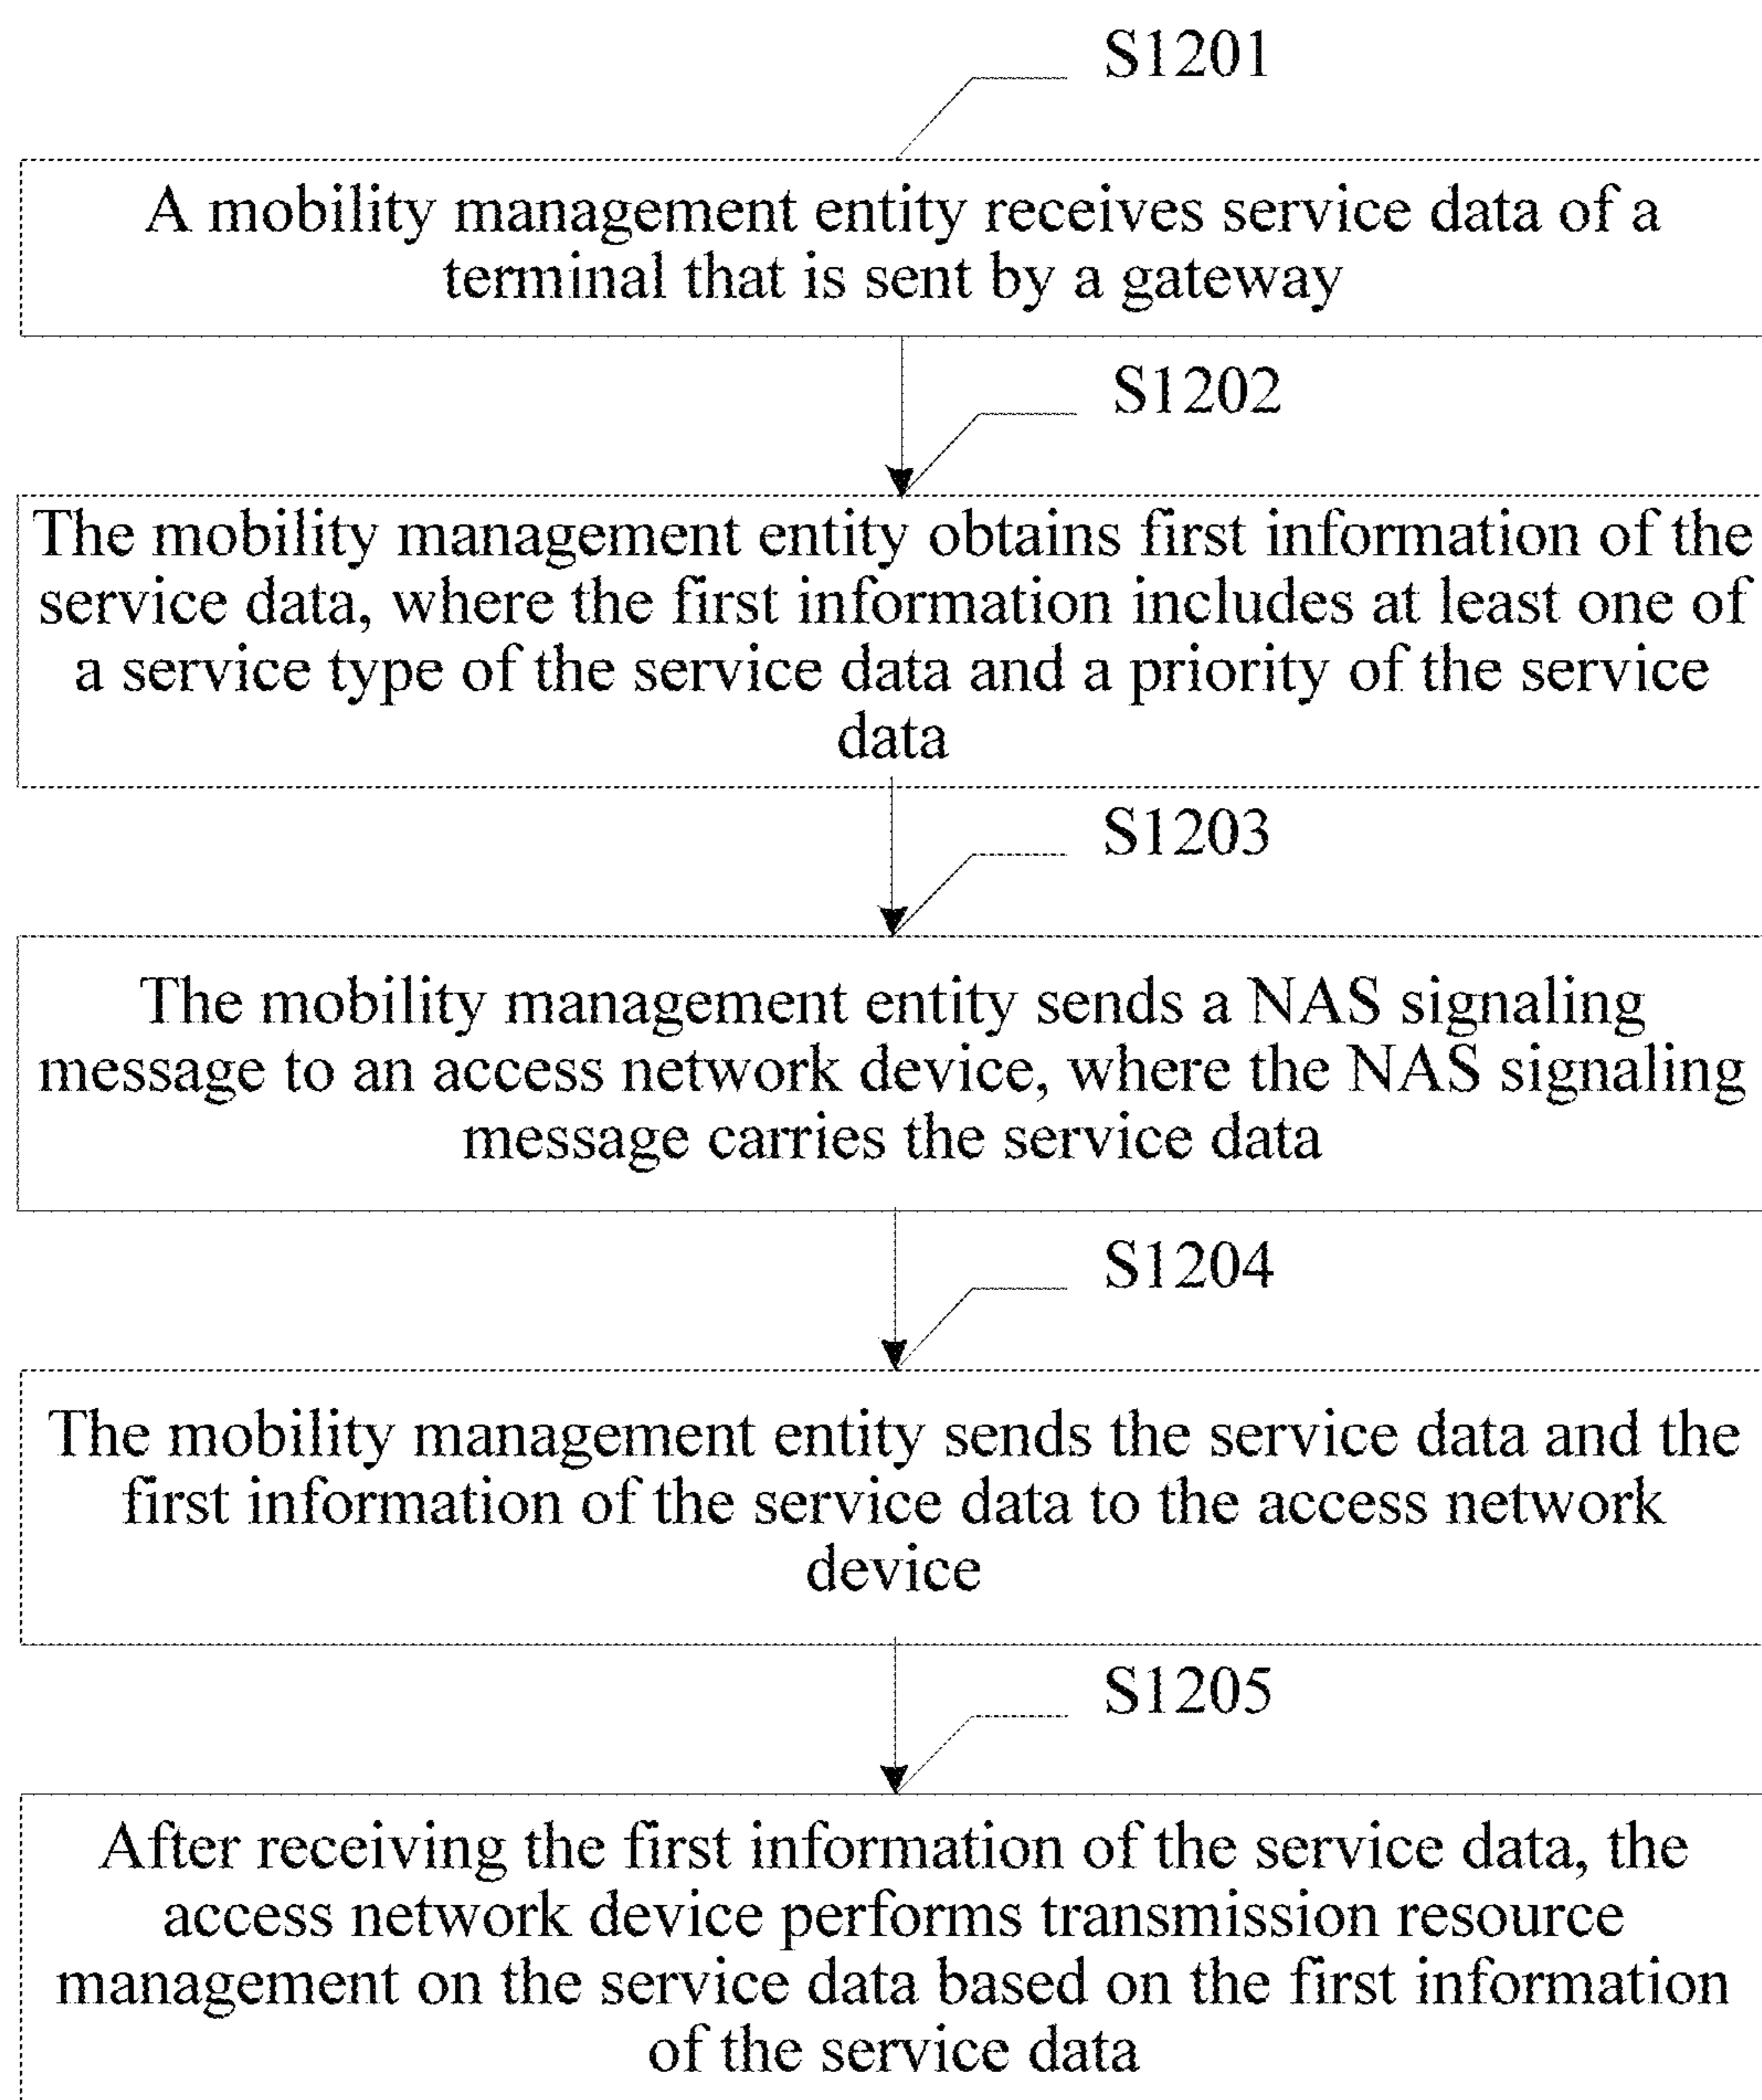 S1201
A mobility management entity receives service data of a
terminal that is sent by a gateway
S1202
The mobility management entity obtains first information of the
service data, where the first information includes at least one of
a service type of the service data and a priority of the service
data
S1203
The mobility management entity sends a NAS signaling
message to an access network device, where the NAS signaling
message carries the service data
S1204
The mobility management entity sends the service data and the
first information of the service data to the access network
device
S1205
After receiving the first information of the service data, the
access network device performs transmission resource
management on the service data based on the first information
of the service data